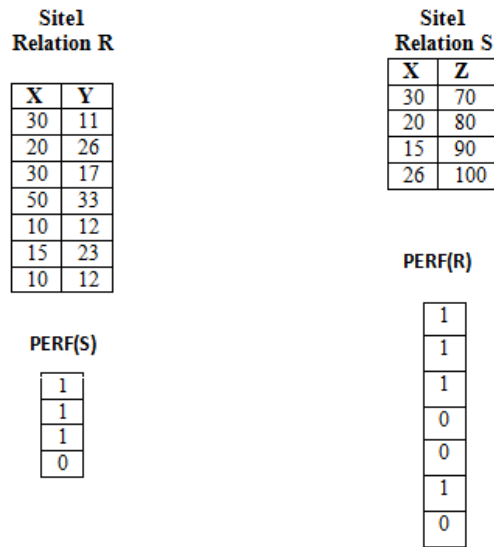 Site1
Relation R
X Y
30 11
20 26
30 17
50 33
10 12
15 23
10 12
PERF(S)
1
1
1
0
Site1
Relation S
X Z
30 70
20 80
15 90
26 100
PERF(R)
1
1
1
0
0
1
0